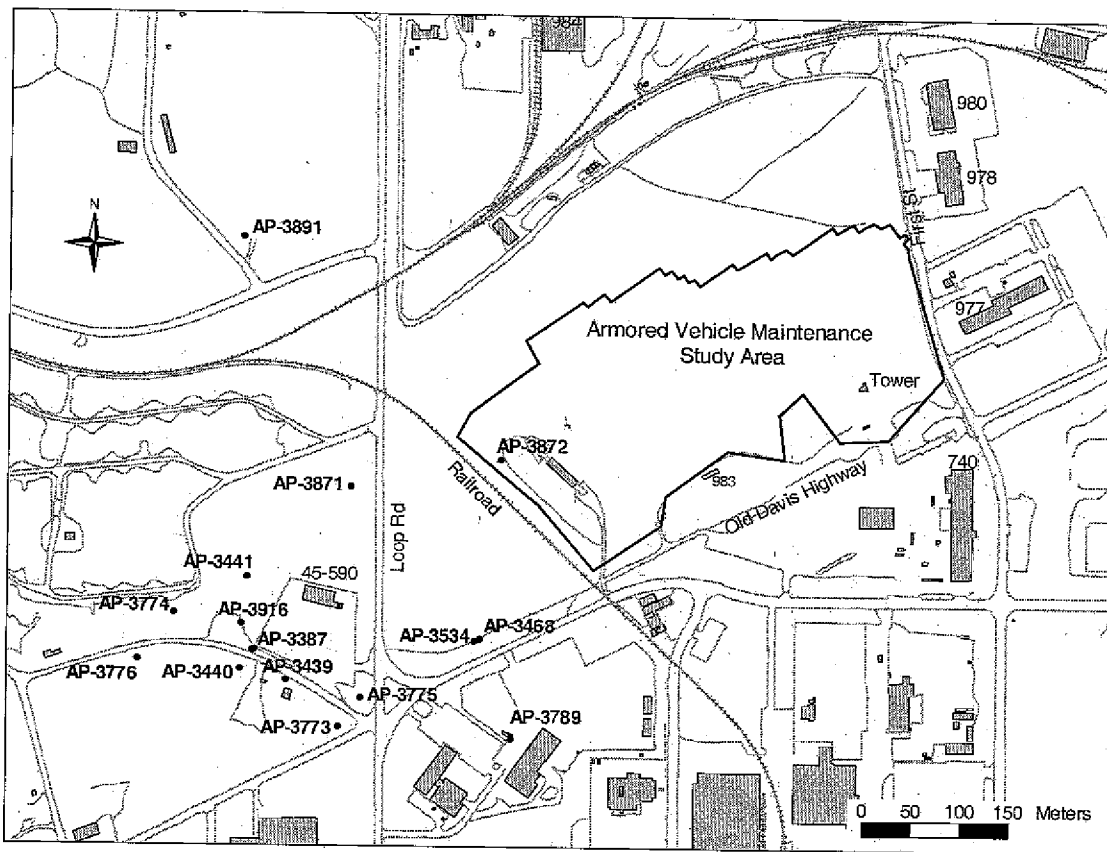 984
980
978
First St
N
AP-3891
977
Armored Vehicle Maintenance
Study Area
Tower
AP-3872
Railroad
983
Old Davis Highway
740
AP-3871
Loop Rd
AP-3441
45-590
AP-3774
AP-3916
AP-3387
AP-3534
AP-3468
AP-3776
AP-3440
AP-3439
AP-3775
AP-3773
AP-3789
0 50 100 150 Meters